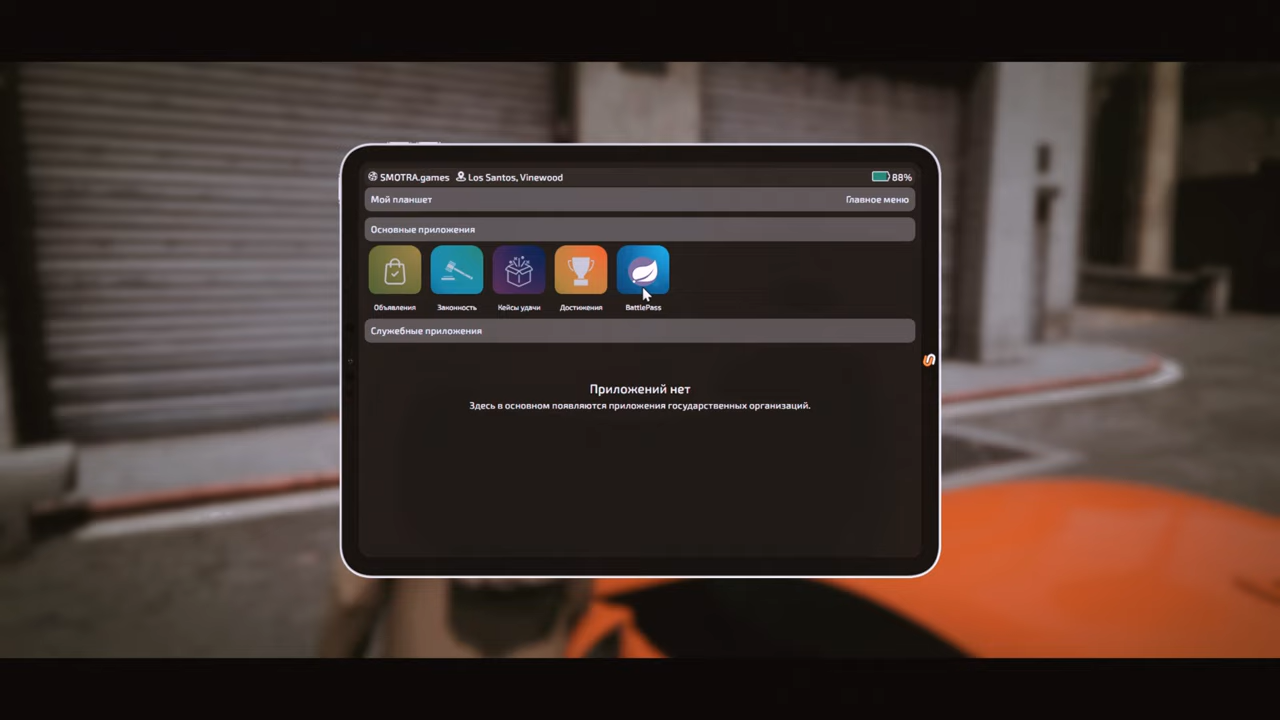 SMOTRA.games Los Santos, Vinewood 88%
Мой планшет Главное меню
Основные приложения
Объявления Законность Кейсы удачи Достижения BattlePass
Служебные приложения
Приложений нет
Здесь в основном появляются приложения государственных организаций.